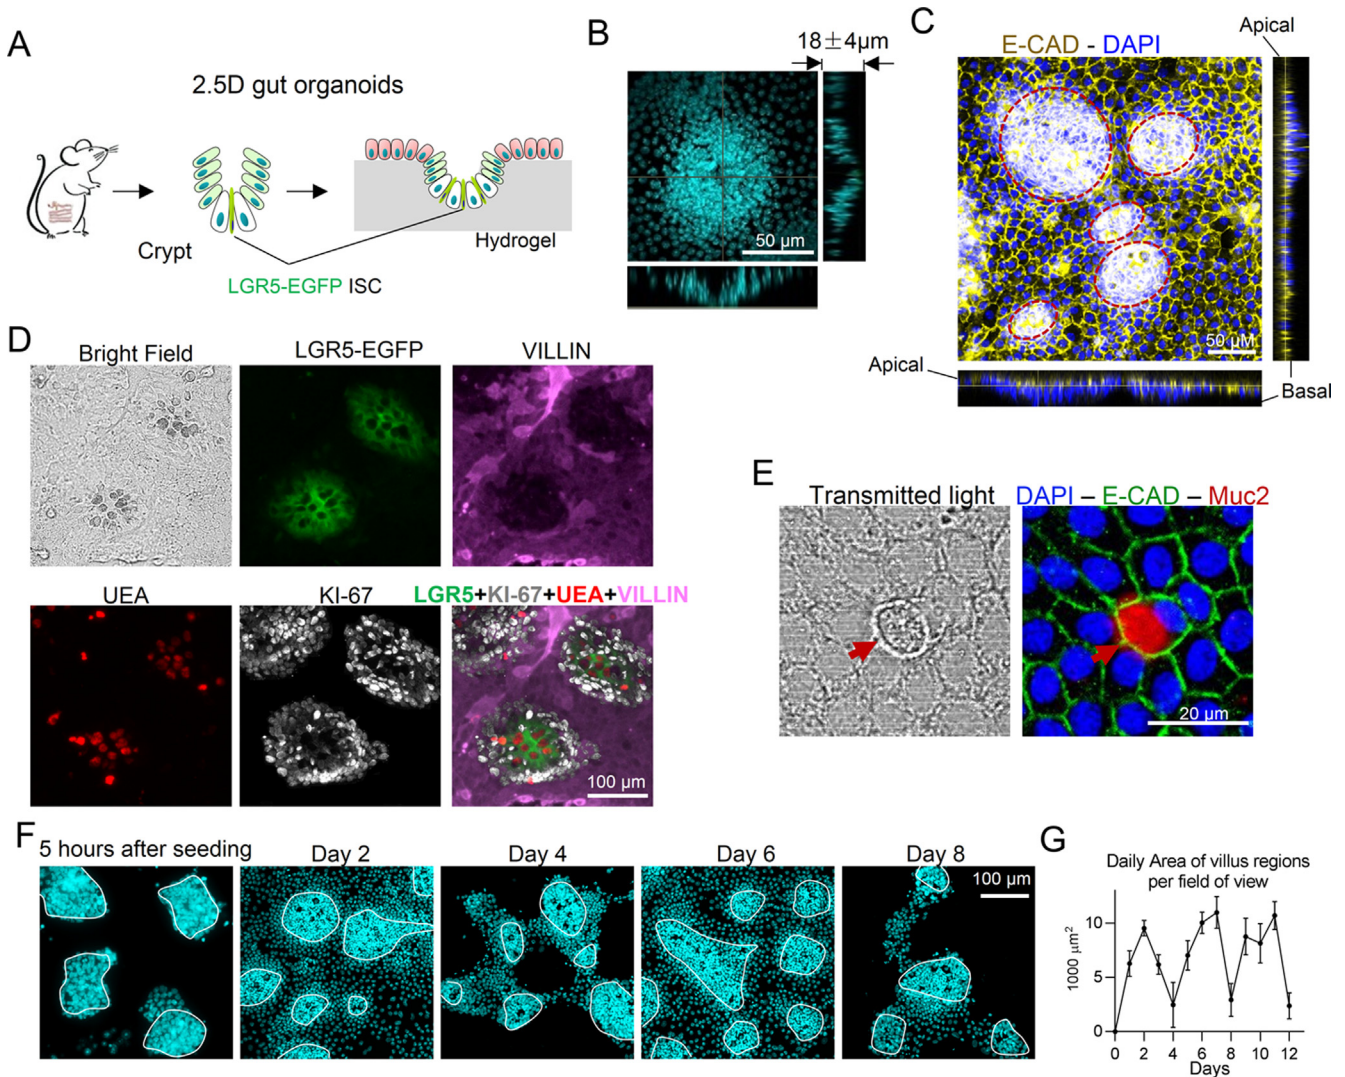 A
2.5D gut organoids
Crypt
Hydrogel
LGR5-EGFP ISC
B
18±4µm
50 µm
C
E-CAD - DAPI
Apical
50 µM
Apical
Basal
D
Bright Field
LGR5-EGFP
VILLIN
UEA
KI-67
LGR5+KI-67+UEA+VILLIN
100 µm
E
Transmitted light
DAPI – E-CAD – Muc2
20 µm
F
5 hours after seeding
Day 2
Day 4
Day 6
Day 8
100 µm
G
Daily Area of villus regions
per field of view
1000 µm²
10
5
0
0 2 4 6 8 10 12
Days